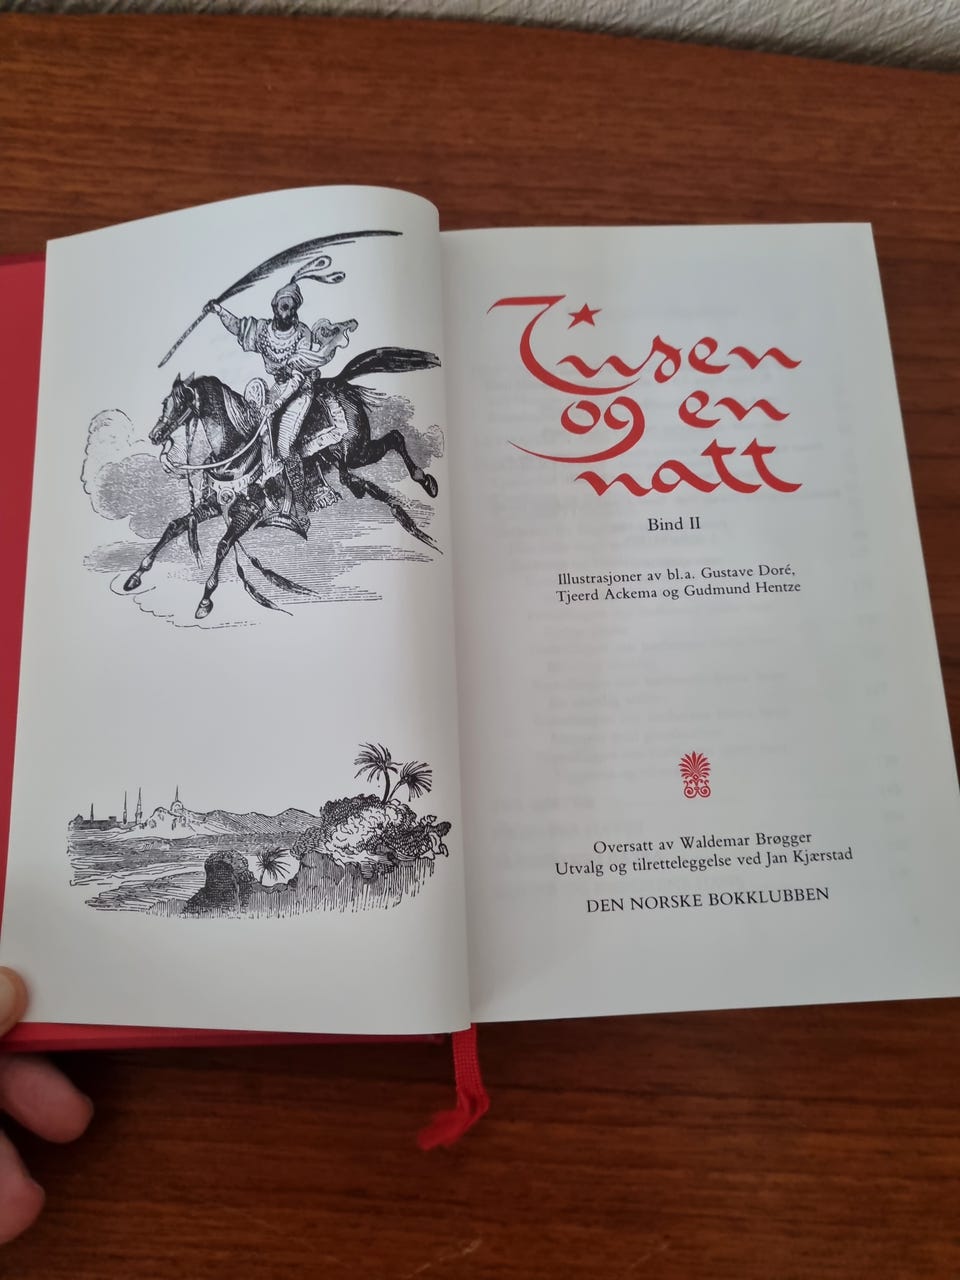 Tusen
og en
natt
Bind II
Illustrasjoner av bl.a. Gustave Doré,
Tjeerd Ackema og Gudmund Hentze
Oversatt av Waldemar Brøgger
Utvalg og tilretteleggelse ved Jan Kjærstad
DEN NORSKE BOKKLUBBEN